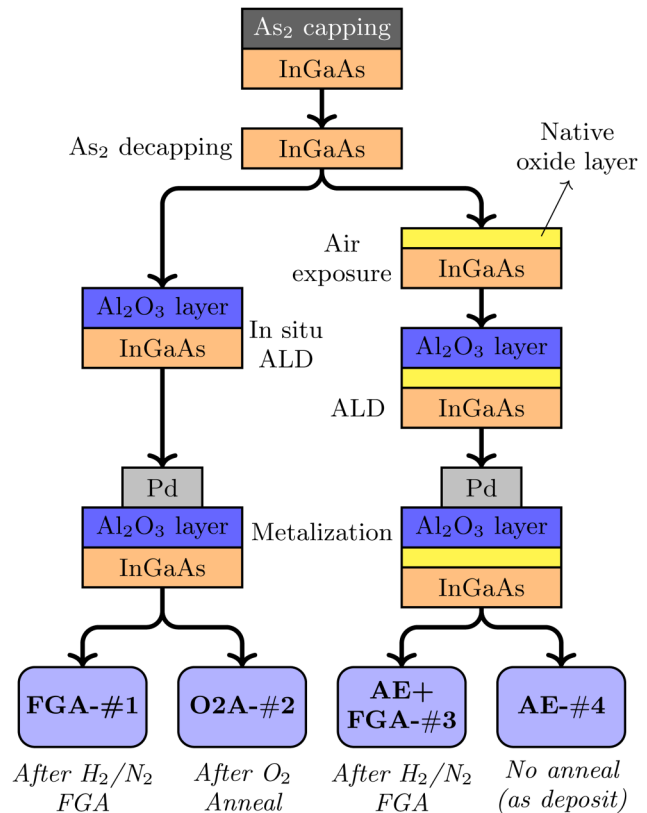 As₂ capping
InGaAs
As₂ decapping
InGaAs
Native
oxide layer
Air
exposure
InGaAs
Al₂O₃ layer
InGaAs
In situ
ALD
Al₂O₃ layer
ALD
InGaAs
Pd
Al₂O₃ layer
InGaAs
Metalization
Pd
Al₂O₃ layer
InGaAs
FGA-#1
O2A-#2
AE+
FGA-#3
AE-#4
After H₂/N₂
FGA
After O₂
Anneal
After H₂/N₂
FGA
No anneal
(as deposit)